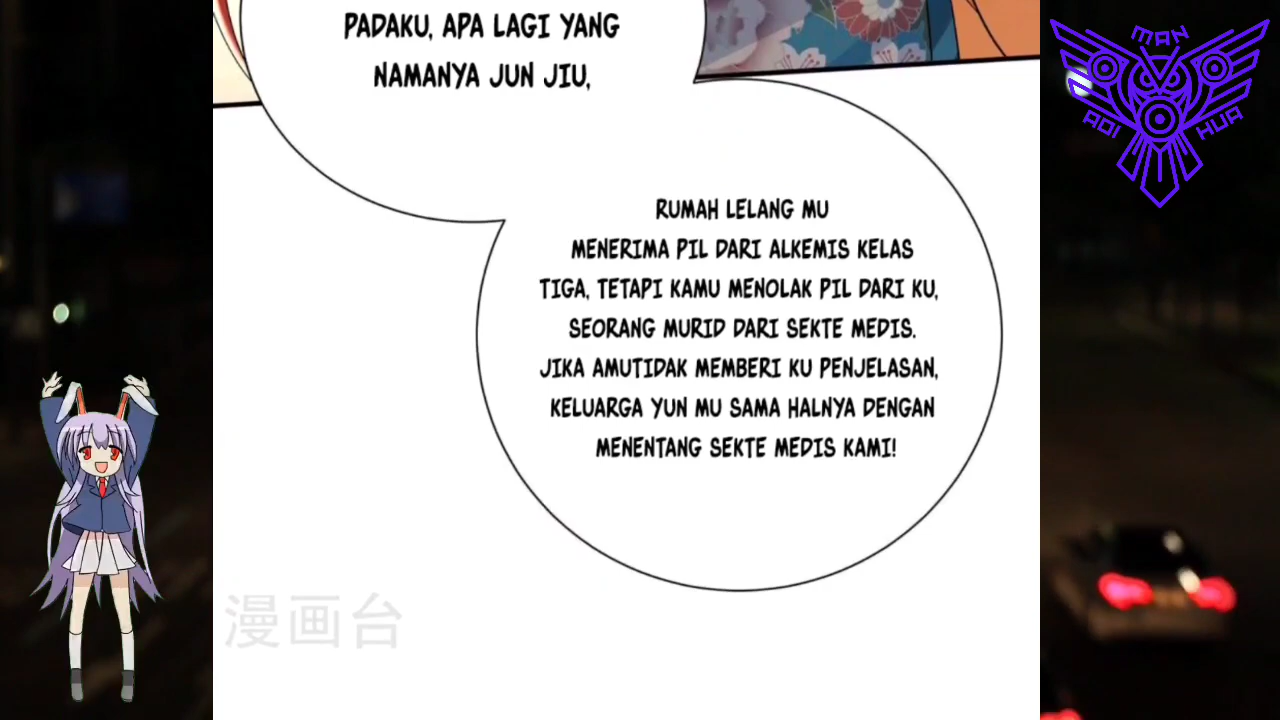 PADAKU, APA LAGI YANG
NAMANYA JUN JIU,
RUMAH LELANG MU
MENERIMA PIL DARI ALKEMIS KELAS
TIGA, TETAPI KAMU MENOLAK PIL DARI KU,
SEORANG MURID DARI SEKTE MEDIS.
JIKA AMUTIDAK MEMBERI KU PENJELASAN,
KELUARGA YUN MU SAMA HALNYA DENGAN
MENENTANG SEKTE MEDIS KAMI!
漫画台
MAN
AOI HUA